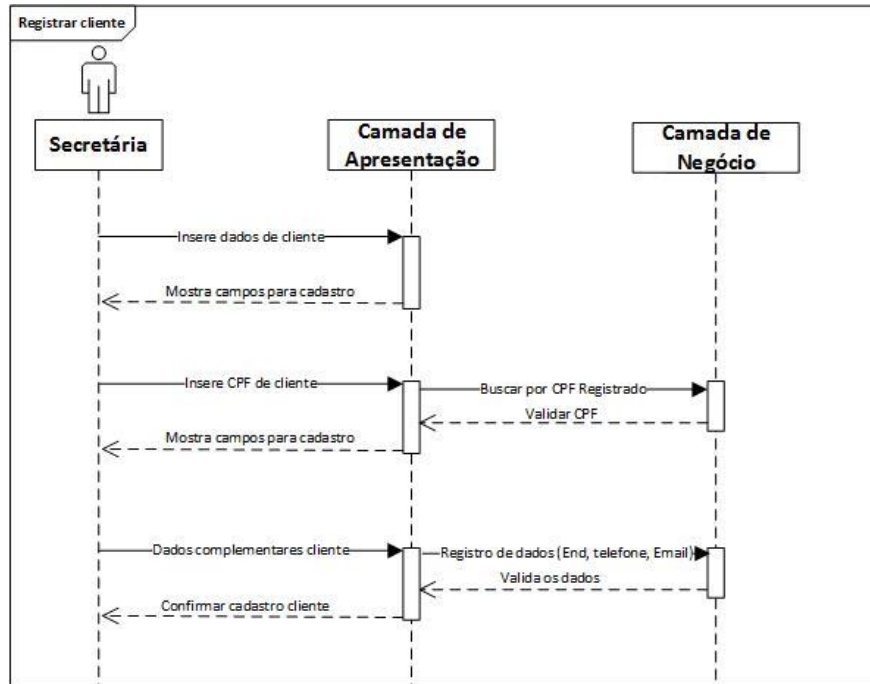 Registrar cliente
Secretária
Camada de
Apresentação
Camada de
Negócio
Insere dados de cliente
Mostra campos para cadastro
Insere CPF de cliente
Buscar por CPF Registrado
Validar CPF
Mostra campos para cadastro
Dados complementares cliente
Registro de dados (End, telefone, Email)
Valida os dados
Confirmar cadastro cliente